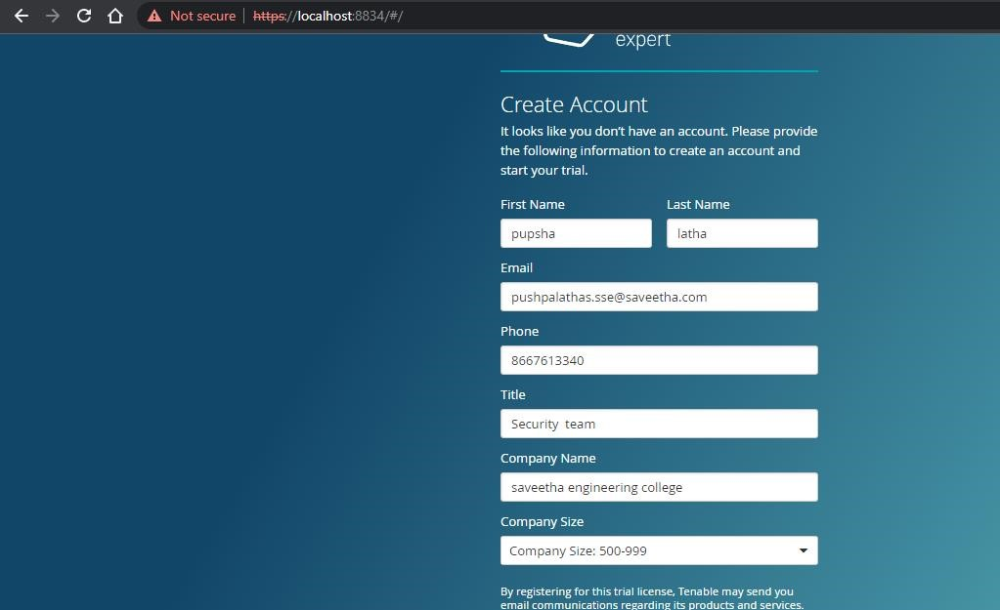 Not secure https://localhost:8834/#/
expert
Create Account
It looks like you don’t have an account. Please provide
the following information to create an account and
start your trial.
First Name Last Name
pupsha latha
Email
pushpalathas.sse@saveetha.com
Phone
8667613340
Title
Security  team
Company Name
saveetha engineering college
Company Size
Company Size: 500-999
By registering for this trial license, Tenable may send you
email communications regarding its products and services.